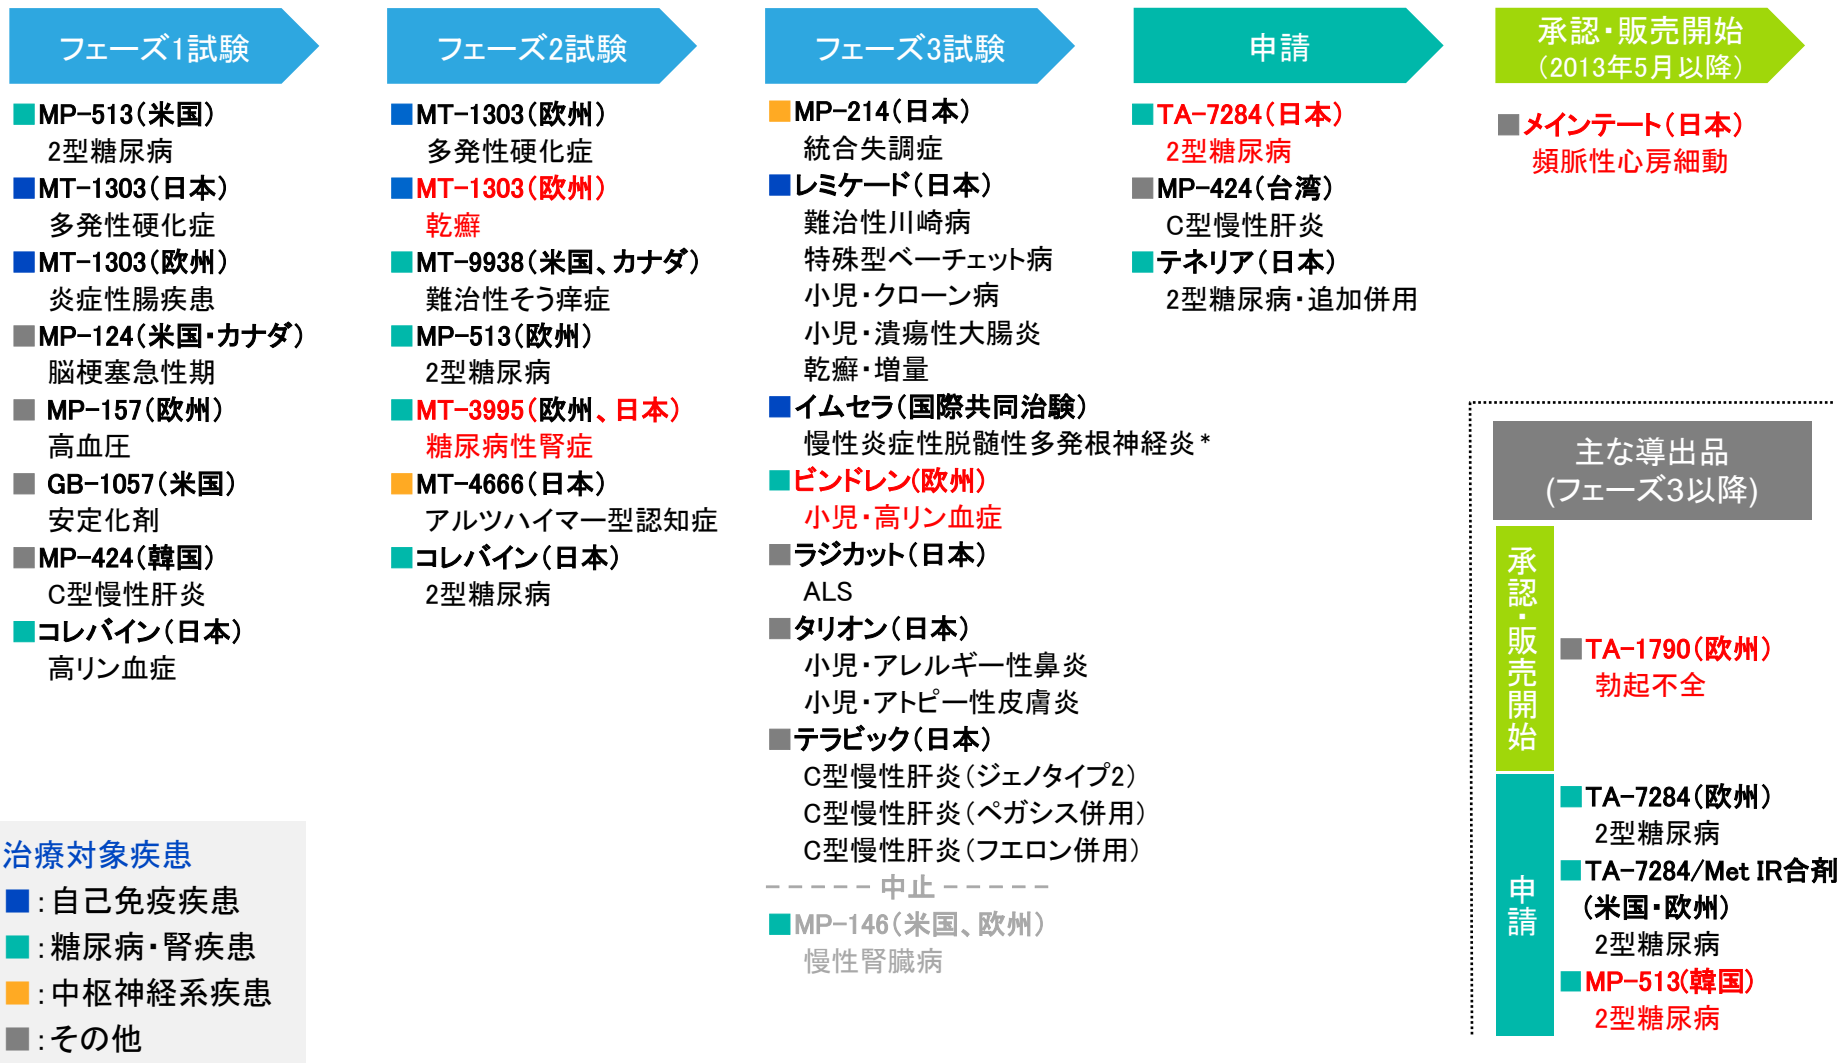 フェーズ1試験
■MP-513(米国)
2型糖尿病
■MT-1303(日本)
多発性硬化症
■MT-1303(欧州)
炎症性腸疾患
■MP-124(米国・カナダ)
脳梗塞急性期
■ MP-157(欧州)
高血圧
■ GB-1057(米国)
安定化剤
■MP-424(韓国)
C型慢性肝炎
■コレバイン(日本)
高リン血症
フェーズ2試験
■MT-1303(欧州)
多発性硬化症
■MT-1303(欧州)
乾癬
■MT-9938(米国、カナダ)
難治性そう痒症
■MP-513(欧州)
2型糖尿病
■MT-3995(欧州、日本)
糖尿病性腎症
■MT-4666(日本)
アルツハイマー型認知症
■コレバイン(日本)
2型糖尿病
フェーズ3試験
■MP-214(日本)
統合失調症
■レミケード(日本)
難治性川崎病
特殊型ベーチェット病
小児・クローン病
小児・潰瘍性大腸炎
乾癬・増量
■イムセラ(国際共同治験)
慢性炎症性脱髄性多発根神経炎*
■ビンドレン(欧州)
小児・高リン血症
■ラジカット(日本)
ALS
■タリオン(日本)
小児・アレルギー性鼻炎
小児・アトピー性皮膚炎
■テラビック(日本)
C型慢性肝炎(ジェノタイプ2)
C型慢性肝炎(ペガシス併用)
C型慢性肝炎(フエロン併用)
-----中止-----
■MP-146(米国、欧州)
慢性腎臓病
申請
■TA-7284(日本)
2型糖尿病
■MP-424(台湾)
C型慢性肝炎
■テネリア(日本)
2型糖尿病・追加併用
承認・販売開始
(2013年5月以降)
■メインテート(日本)
頻脈性心房細動
主な導出品
(フェーズ3以降)
承認・販売開始
■TA-1790(欧州)
勃起不全
申請
■TA-7284(欧州)
2型糖尿病
■TA-7284/Met IR合剤
(米国・欧州)
2型糖尿病
■MP-513(韓国)
2型糖尿病
治療対象疾患
■:自己免疫疾患
■:糖尿病・腎疾患
■:中枢神経系疾患
■:その他